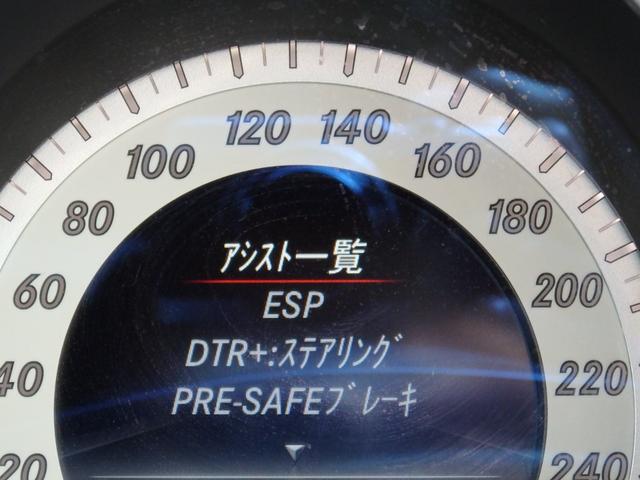 120 140
100 160
80 180
60 200
40 220
20 240
ｱｼｽﾄ一覧
ESP
DTR+:ｽﾃｱﾘﾝｸﾞ
PRE-SAFEﾌﾞﾚｰｷ